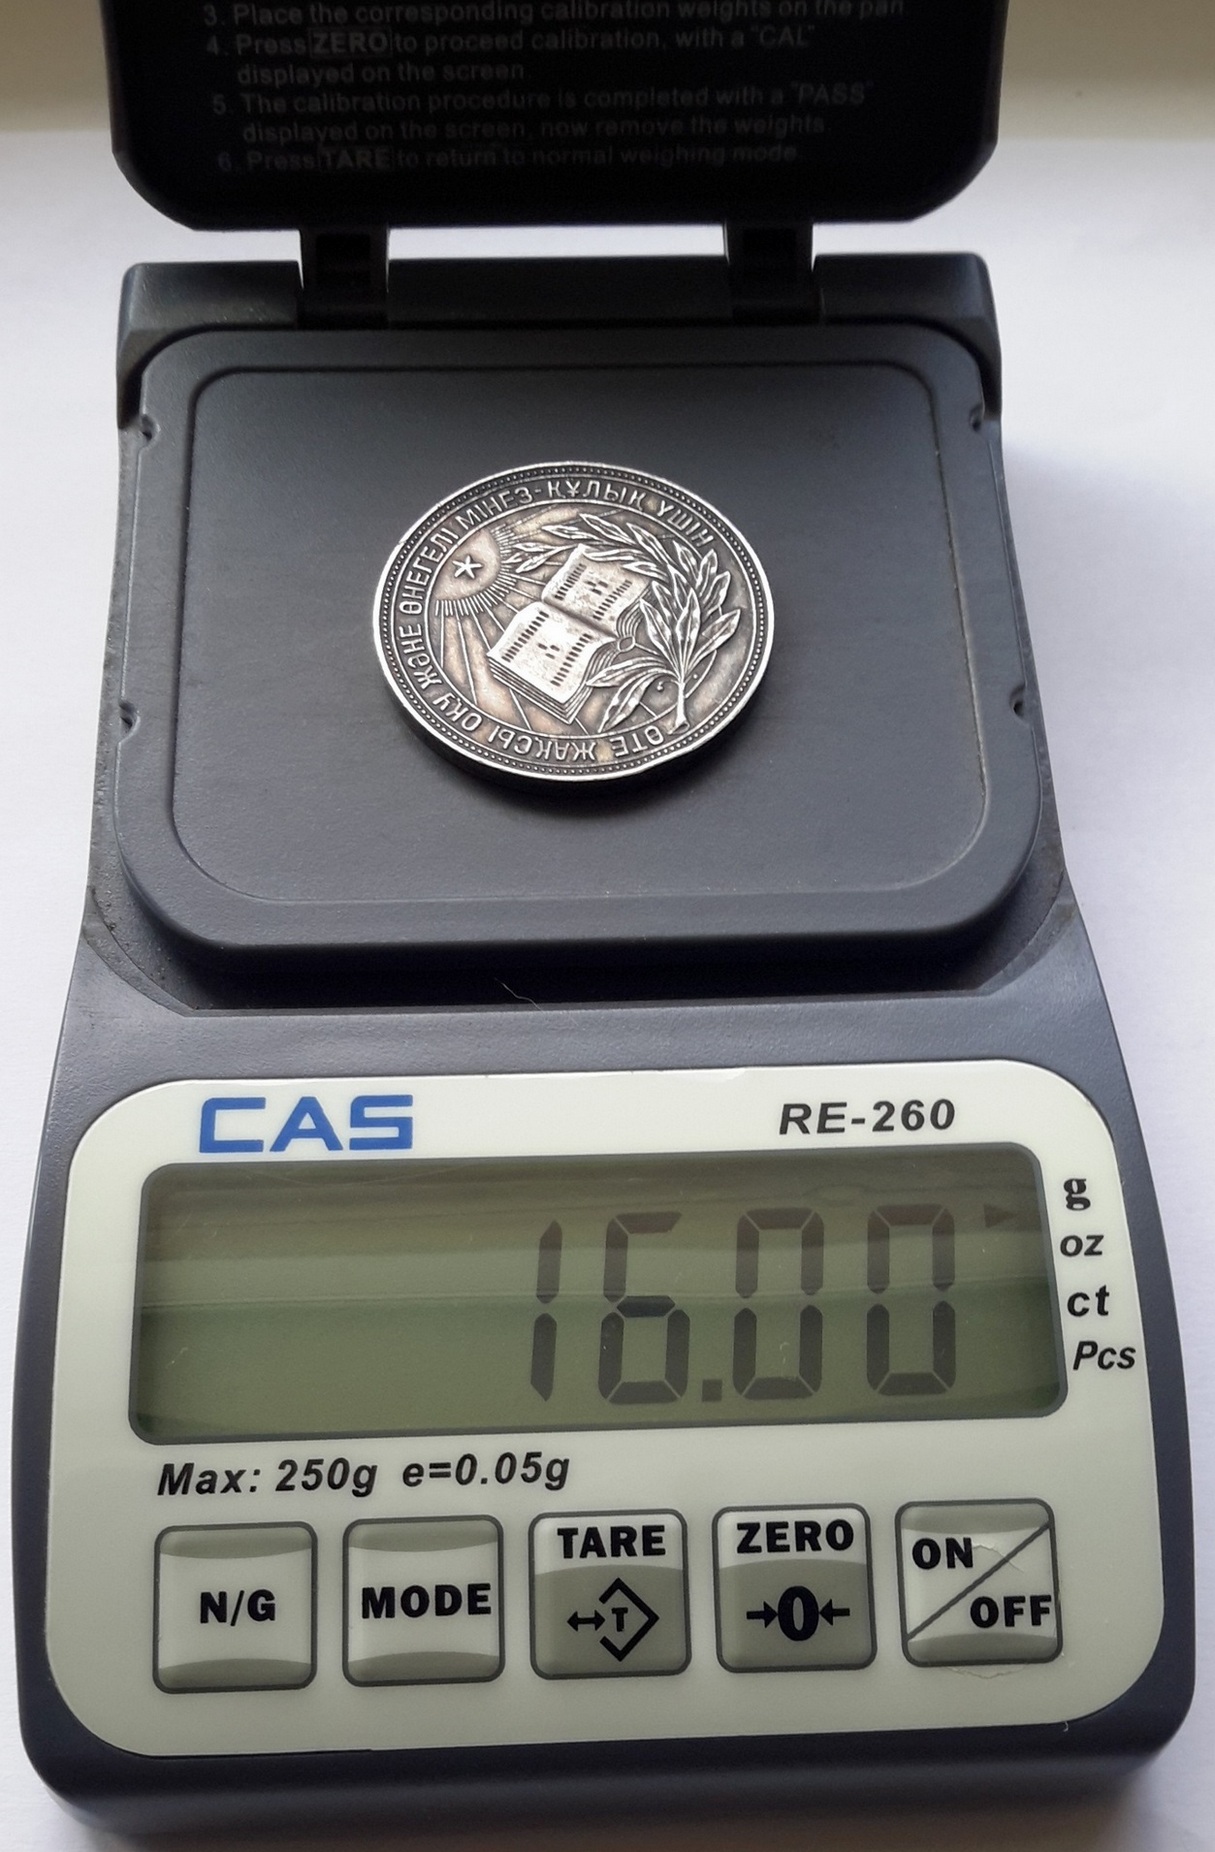 3. Place the corresponding calibration weights on the pan
4. Press ZERO to proceed calibration, with a "CAL"
displayed on the screen.
5. The calibration procedure is completed with a "PASS"
displayed on the screen, now remove the weights.
6. Press TARE to return to normal weighing mode.
ӨТЕ ЖАҚСЫ ОҚУ ЖӘНЕ ӨНЕГЕЛІ МІНЕЗ-ҚҰЛЫҚ ҮШІН
CAS RE-260
16.00
g
oz
ct
Pcs
Max: 250g e=0.05g
N/G MODE TARE T ZERO →0← ON/OFF